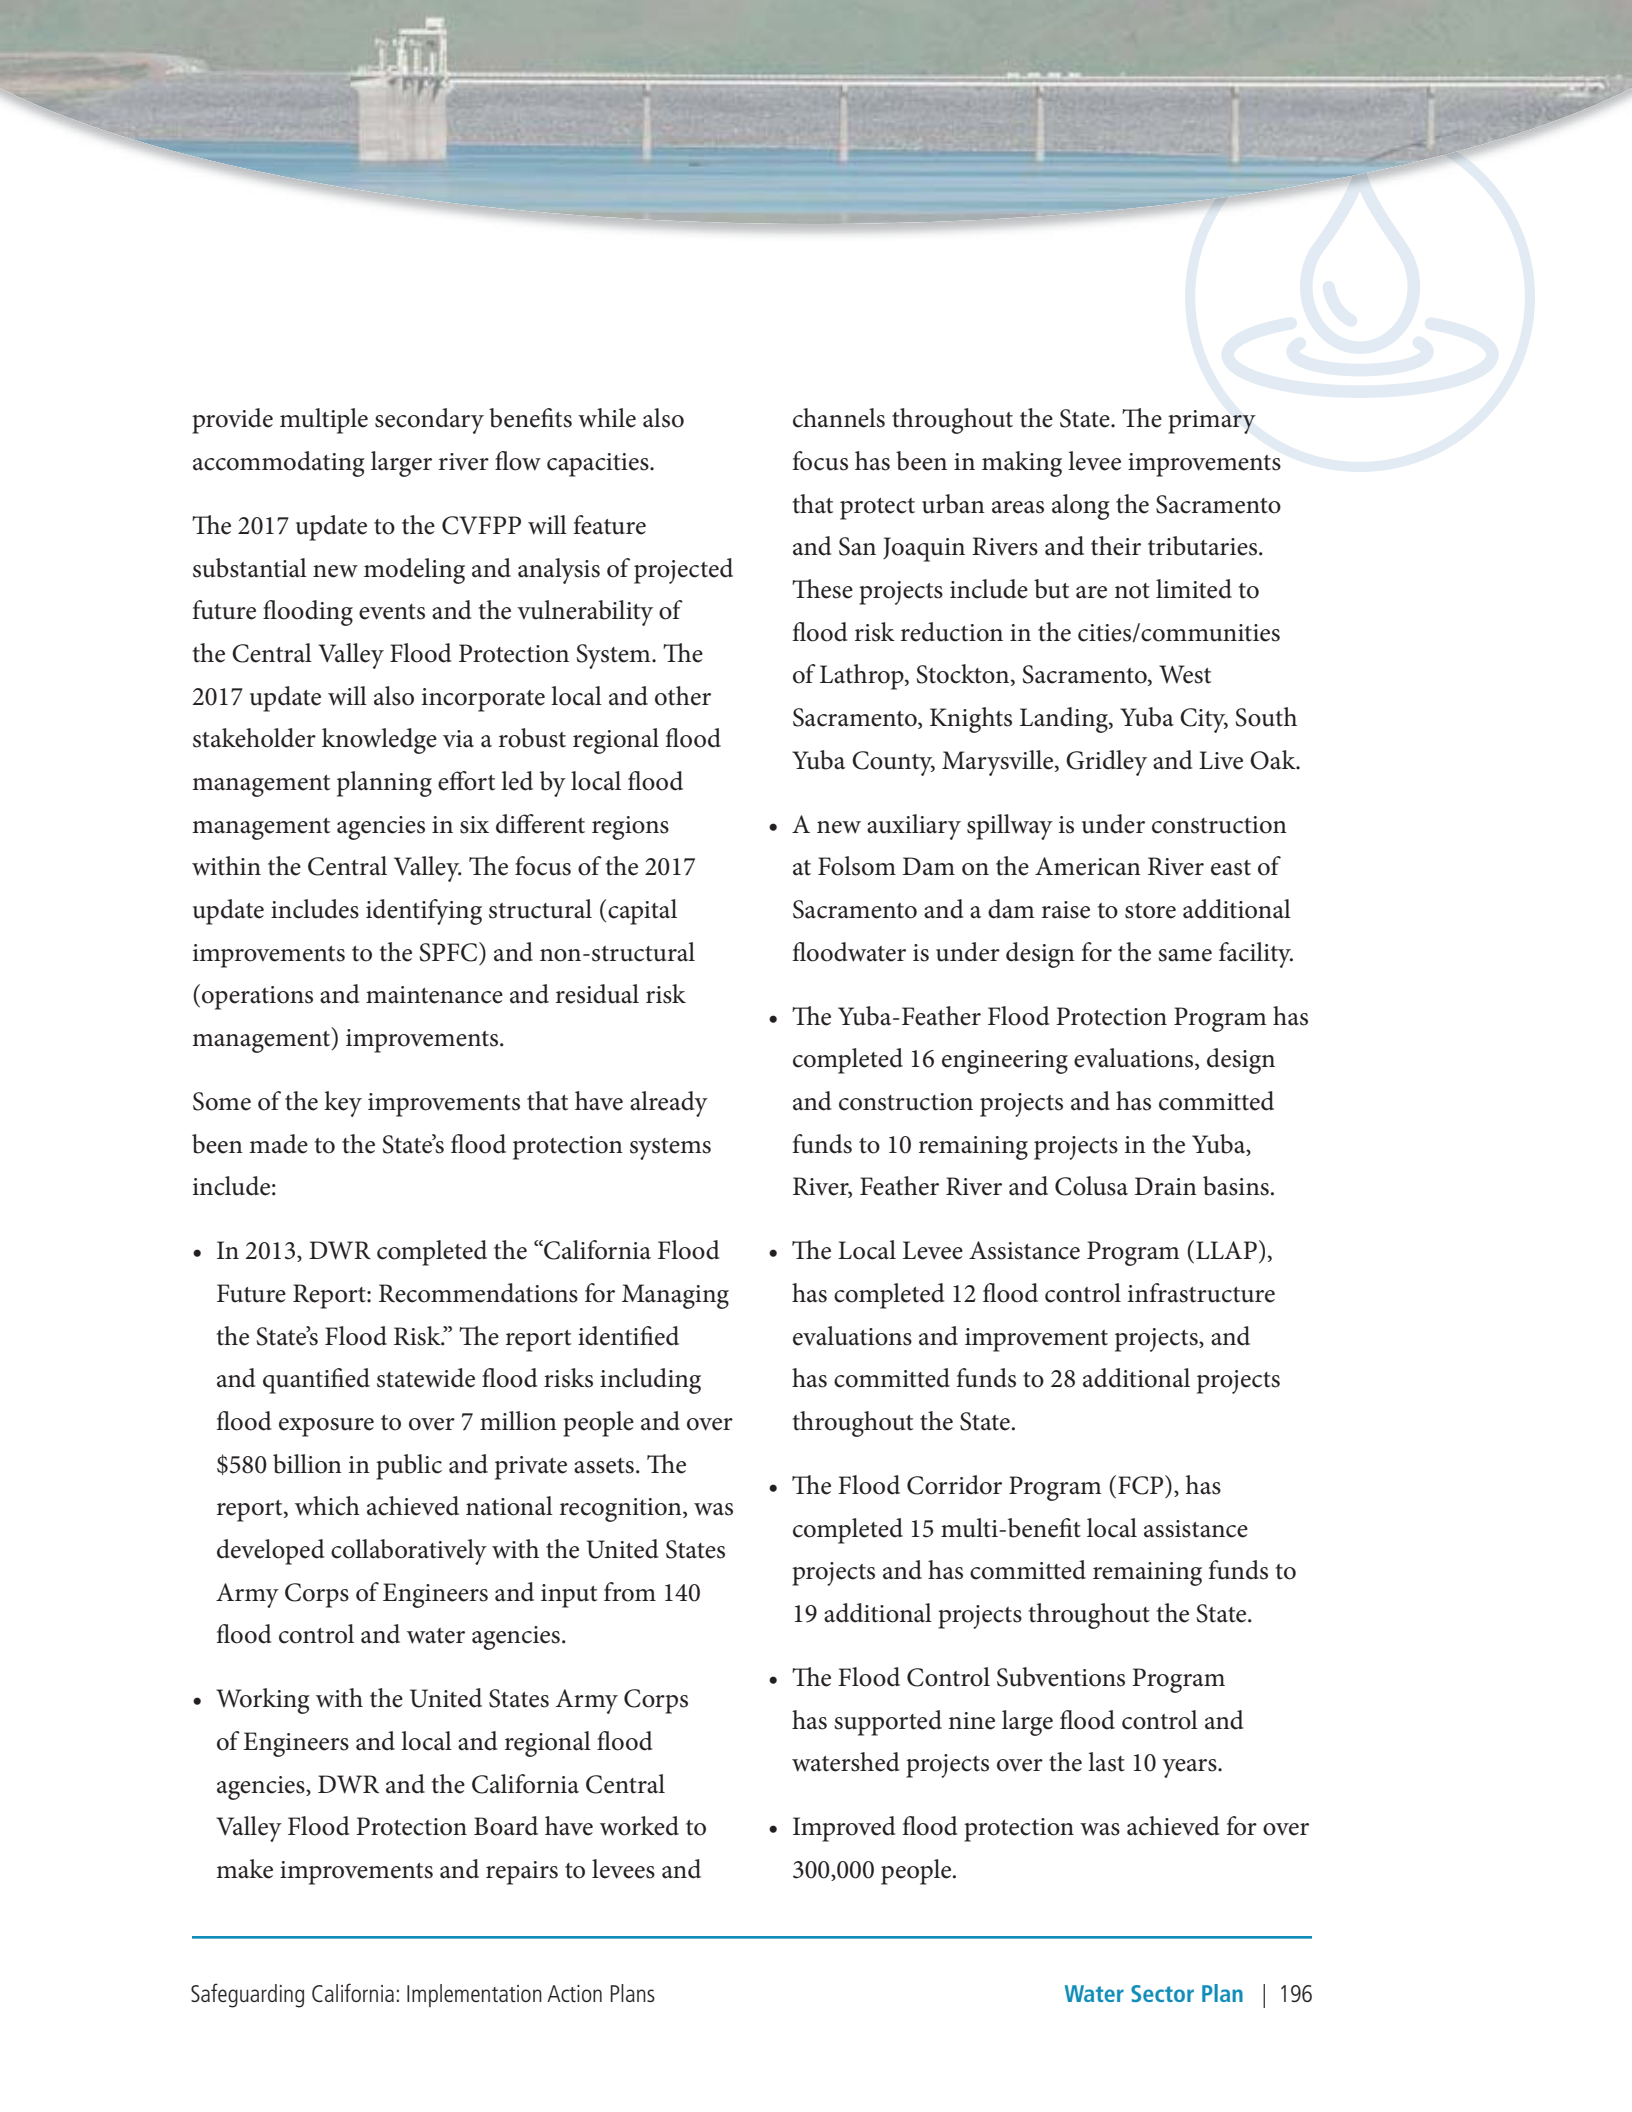 provide multiple secondary benefits while also
accommodating larger river flow capacities.
The 2017 update to the CVFPP will feature
substantial new modeling and analysis of projected
future flooding events and the vulnerability of
the Central Valley Flood Protection System. The
2017 update will also incorporate local and other
stakeholder knowledge via a robust regional flood
management planning effort led by local flood
management agencies in six different regions
within the Central Valley. The focus of the 2017
update includes identifying structural (capital
improvements to the SPFC) and non-structural
(operations and maintenance and residual risk
management) improvements.
Some of the key improvements that have already
been made to the State’s flood protection systems
include:
• In 2013, DWR completed the “California Flood
Future Report: Recommendations for Managing
the State’s Flood Risk.” The report identified
and quantified statewide flood risks including
flood exposure to over 7 million people and over
$580 billion in public and private assets. The
report, which achieved national recognition, was
developed collaboratively with the United States
Army Corps of Engineers and input from 140
flood control and water agencies.
• Working with the United States Army Corps
of Engineers and local and regional flood
agencies, DWR and the California Central
Valley Flood Protection Board have worked to
make improvements and repairs to levees and
channels throughout the State. The primary
focus has been in making levee improvements
that protect urban areas along the Sacramento
and San Joaquin Rivers and their tributaries.
These projects include but are not limited to
flood risk reduction in the cities/communities
of Lathrop, Stockton, Sacramento, West
Sacramento, Knights Landing, Yuba City, South
Yuba County, Marysville, Gridley and Live Oak.
• A new auxiliary spillway is under construction
at Folsom Dam on the American River east of
Sacramento and a dam raise to store additional
floodwater is under design for the same facility.
• The Yuba-Feather Flood Protection Program has
completed 16 engineering evaluations, design
and construction projects and has committed
funds to 10 remaining projects in the Yuba,
River, Feather River and Colusa Drain basins.
• The Local Levee Assistance Program (LLAP),
has completed 12 flood control infrastructure
evaluations and improvement projects, and
has committed funds to 28 additional projects
throughout the State.
• The Flood Corridor Program (FCP), has
completed 15 multi-benefit local assistance
projects and has committed remaining funds to
19 additional projects throughout the State.
• The Flood Control Subventions Program
has supported nine large flood control and
watershed projects over the last 10 years.
• Improved flood protection was achieved for over
300,000 people.
Safeguarding California: Implementation Action Plans
Water Sector Plan | 196